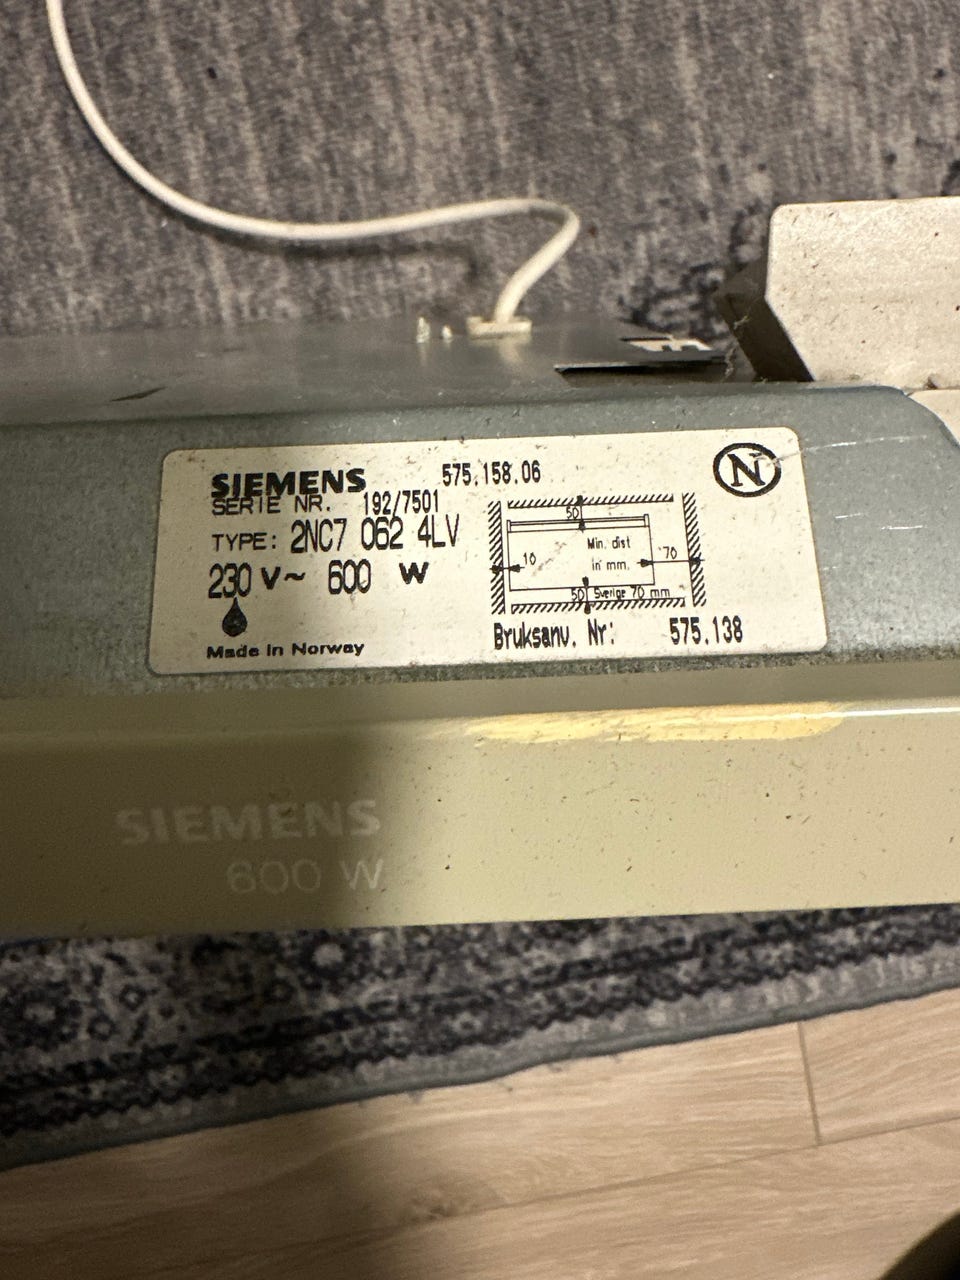 SIEMENS 575.158.06
N
SERIE NR. 192/7501
TYPE: 2NC7 062 4LV
230 V~ 600 W
Made in Norway
50
Min. dist
in mm.
10
70
50 Sverige 70 mm
Bruksanv. Nr: 575.138
SIEMENS
600 W